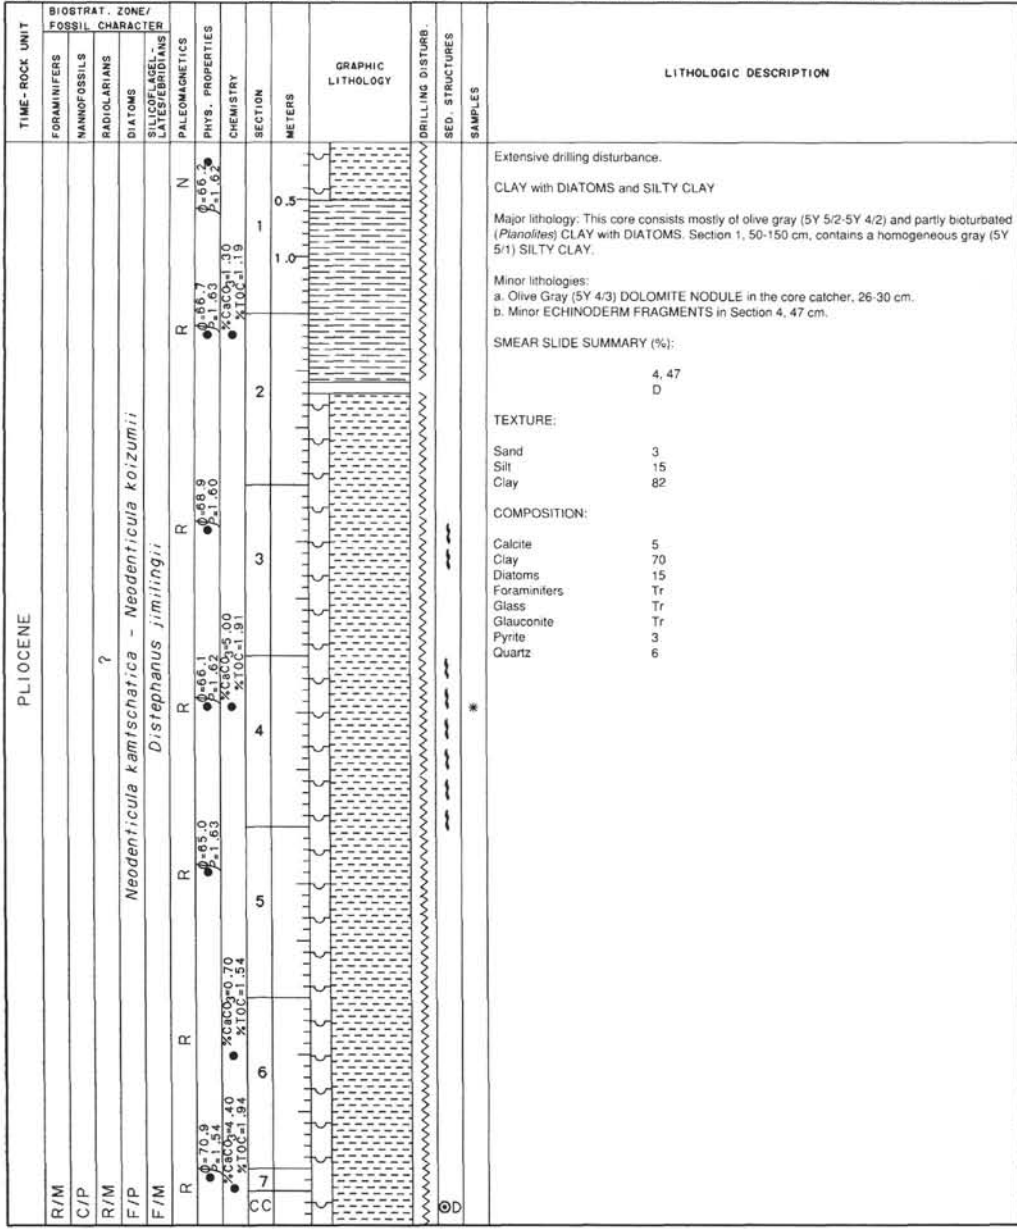 TIME-ROCK UNIT
BIOSTRAT. ZONE/
FOSSIL CHARACTER
FORAMINIFERS
NANNOFOSSILS
RADIOLARIANS
DIATOMS
SILICOFLAGEL-
LATES/EBRIDIANS
PALEOMAGNETICS
PHYS. PROPERTIES
CHEMISTRY
SECTION
METERS
GRAPHIC
LITHOLOGY
DRILLING DISTURB.
SED. STRUCTURES
SAMPLES
LITHOLOGIC DESCRIPTION
PLIOCENE
R/M
C/P
?
R/M
Neodenticula kamtschatica - Neodenticula koizumii
F/P
Distephanus jimilingii
F/M
N
R
R
R
R
R
R
Φ=66.2
ρ=1.62
Φ=66.7
ρ=1.63
Φ=68.9
ρ=1.60
Φ=66.1
ρ=1.62
Φ=65.0
ρ=1.63
Φ=70.9
ρ=1.54
%CaCO3=1.30
%TOC=1.19
%CaCO3=5.00
%TOC=1.91
%CaCO3=0.70
%TOC=1.54
%CaCO3=4.40
%TOC=1.94
1
2
3
4
5
6
7
CC
0.5
1.0
*
D
Extensive drilling disturbance.
CLAY with DIATOMS and SILTY CLAY
Major lithology: This core consists mostly of olive gray (5Y 5/2-5Y 4/2) and partly bioturbated
(Planolites) CLAY with DIATOMS. Section 1, 50-150 cm, contains a homogeneous gray (5Y
5/1) SILTY CLAY.
Minor lithologies:
a. Olive Gray (5Y 4/3) DOLOMITE NODULE in the core catcher, 26-30 cm.
b. Minor ECHINODERM FRAGMENTS in Section 4, 47 cm.
SMEAR SLIDE SUMMARY (%):
4, 47
D
TEXTURE:
Sand 3
Silt 15
Clay 82
COMPOSITION:
Calcite 5
Clay 70
Diatoms 15
Foraminifers Tr
Glass Tr
Glauconite Tr
Pyrite 3
Quartz 6